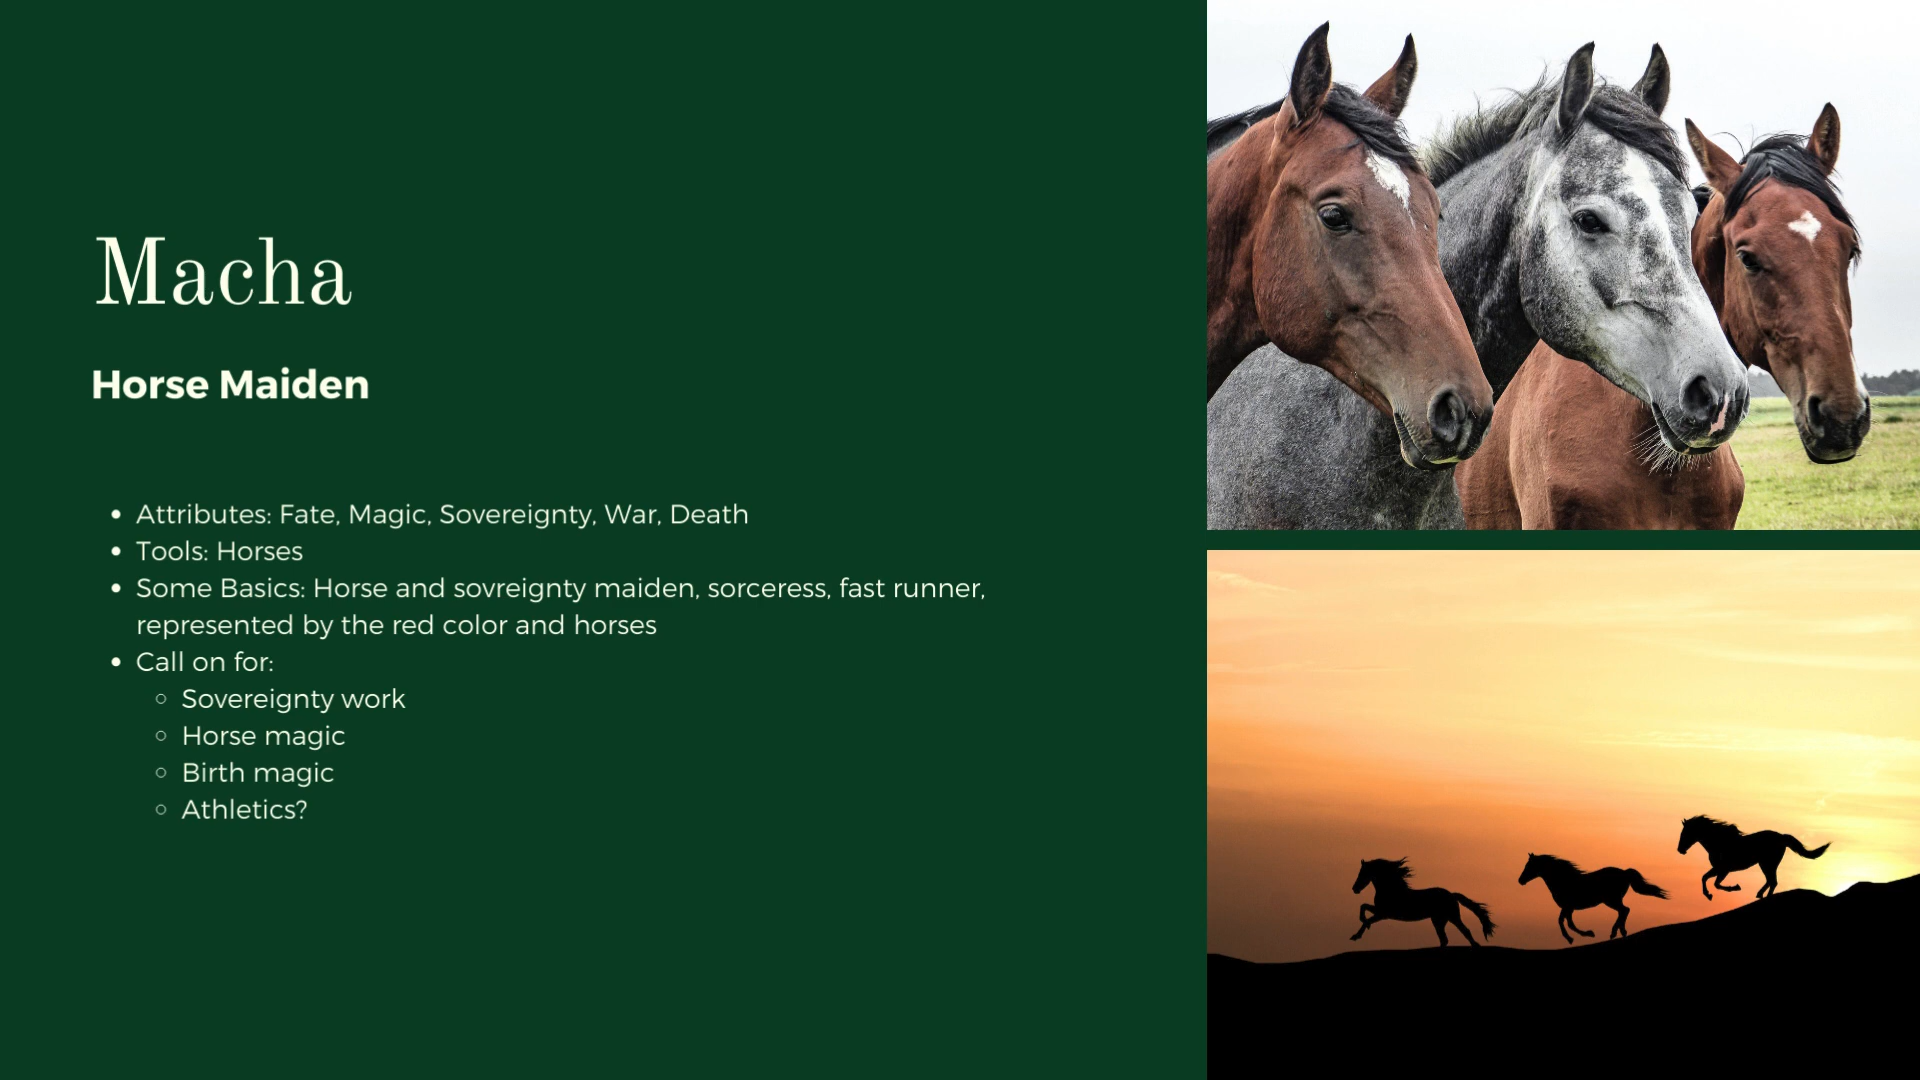 Macha
Horse Maiden
• Attributes: Fate, Magic, Sovereignty, War, Death
• Tools: Horses
• Some Basics: Horse and sovreignty maiden, sorceress, fast runner,
represented by the red color and horses
• Call on for:
○ Sovereignty work
○ Horse magic
○ Birth magic
○ Athletics?